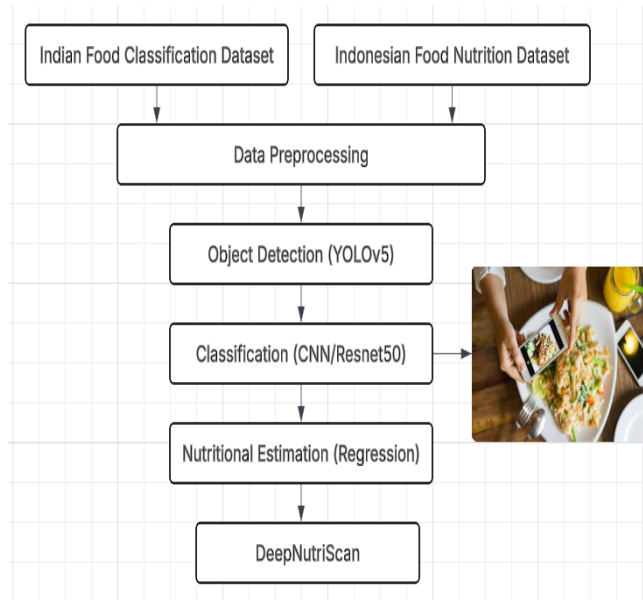 Indian Food Classification Dataset
Indonesian Food Nutrition Dataset
Data Preprocessing
Object Detection (YOLOv5)
Classification (CNN/Resnet50)
Nutritional Estimation (Regression)
DeepNutriScan